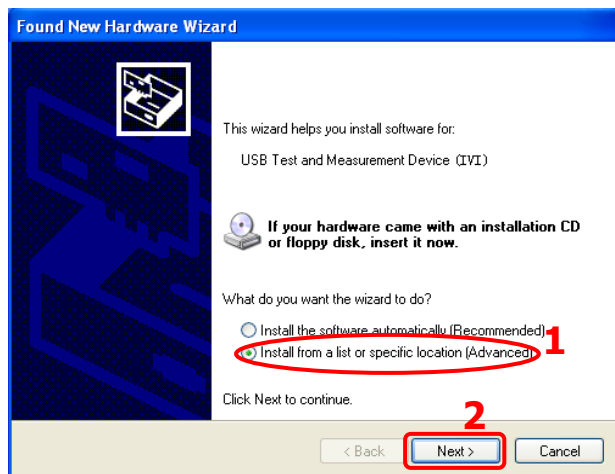 Found New Hardware Wizard
This wizard helps you install software for:
USB Test and Measurement Device (IVI)
If your hardware came with an installation CD
or floppy disk, insert it now.
What do you want the wizard to do?
Install the software automatically (Recommended)
Install from a list or specific location (Advanced)
1
Click Next to continue.
2
< Back
Next >
Cancel